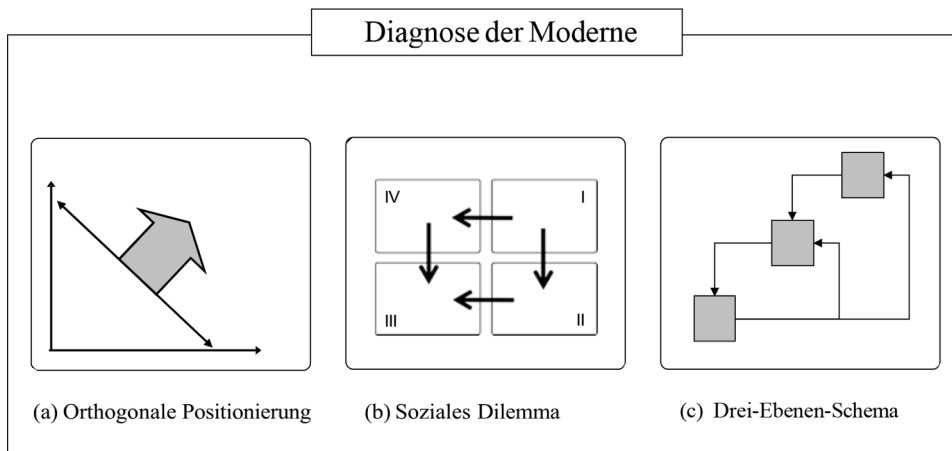 Diagnose der Moderne
IV
I
III
II
(a) Orthogonale Positionierung
(b) Soziales Dilemma
(c) Drei-Ebenen-Schema